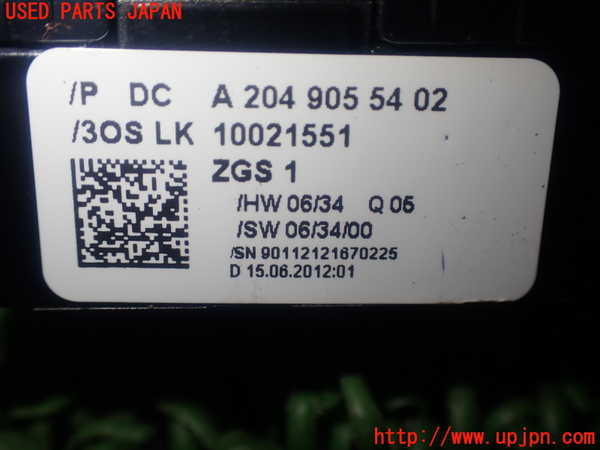 USED PARTS JAPAN
/P DC A 204 905 54 02
/3OS LK 10021551
ZGS 1
/HW 06/34 Q 05
/SW 06/34/00
/SN 90112121670225
D 15.06.2012:01
http://www.upjpn.com/